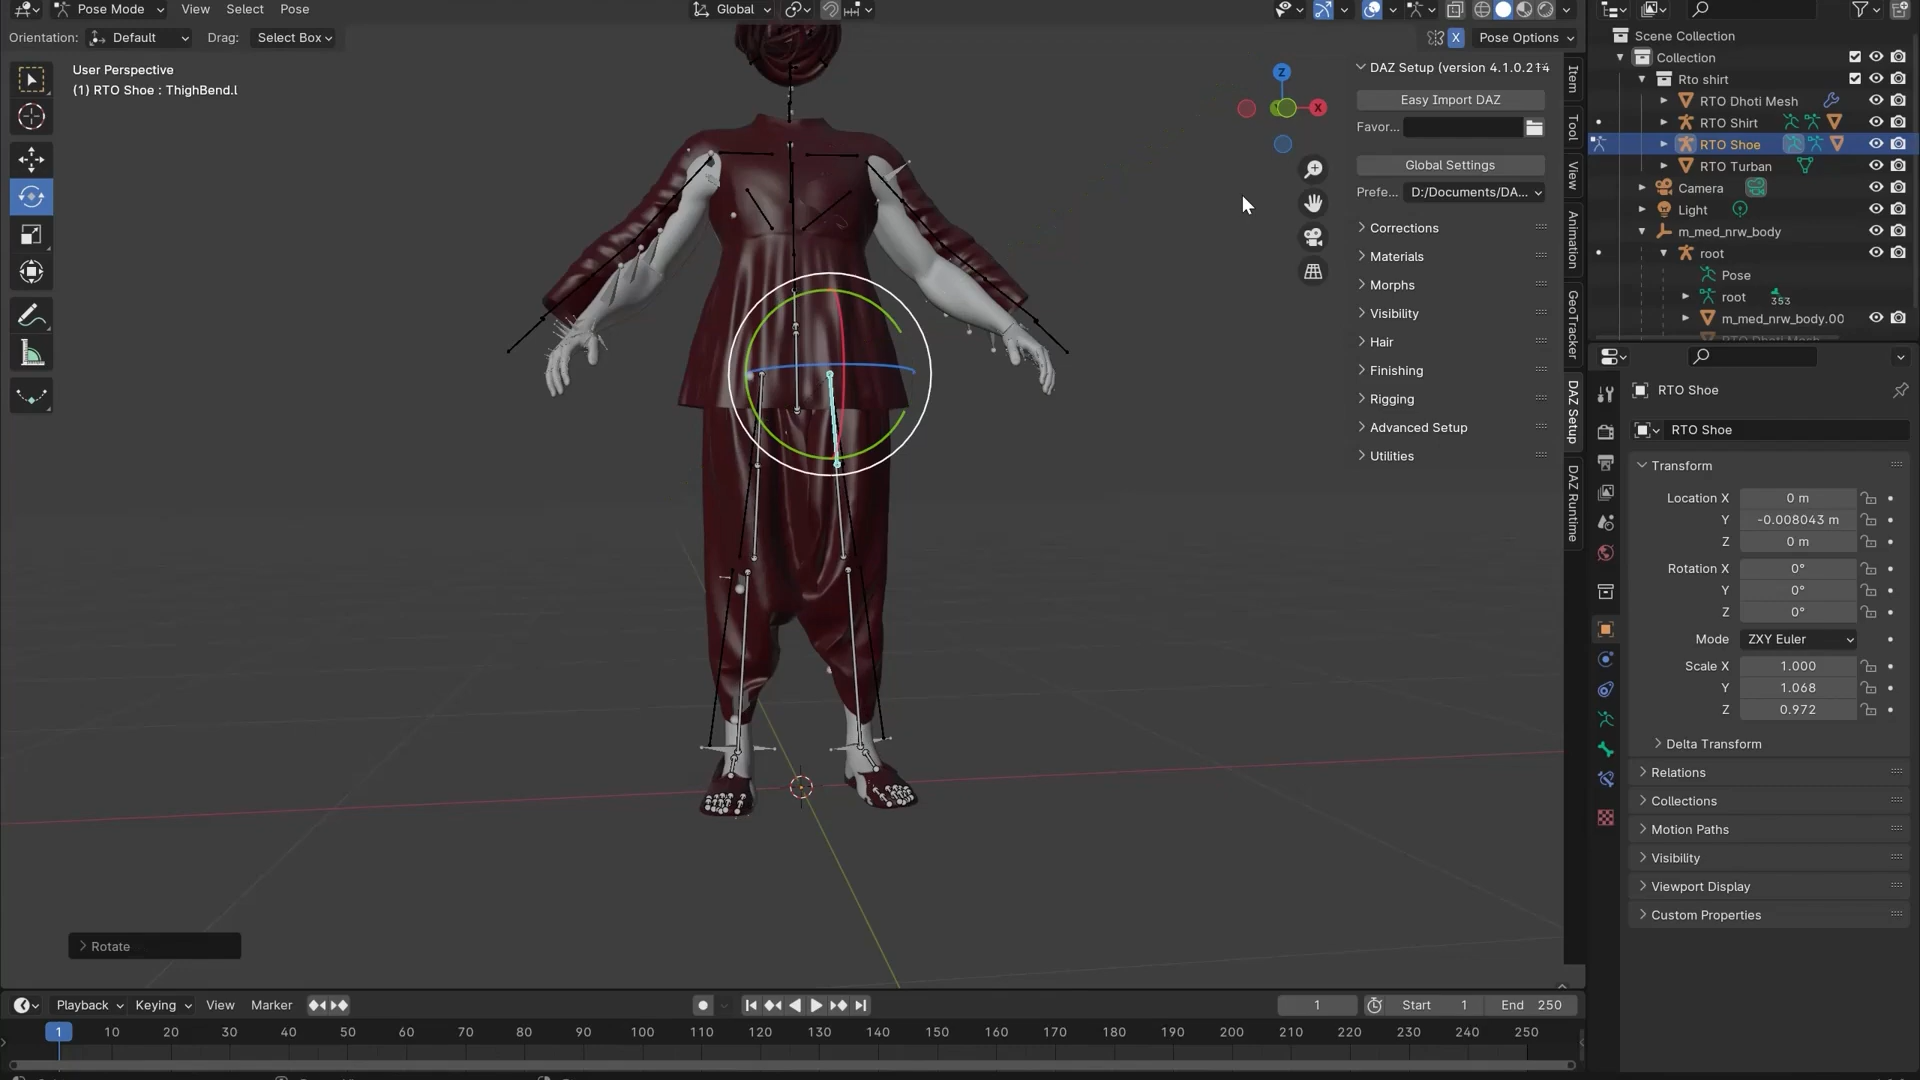 Pose Mode View Select Pose Global
Orientation: Default Drag: Select Box X Pose Options
User Perspective
(1) RTO Shoe : ThighBend.l
Z
X
DAZ Setup (version 4.1.0.214
Easy Import DAZ
Favor...
Global Settings
Prefe... D:/Documents/DA...
Corrections
Materials
Morphs
Visibility
Hair
Finishing
Rigging
Advanced Setup
Utilities
Item
Tool
View
Animation
GeoTracker
DAZ Setup
DAZ Runtime
Scene Collection
Collection
Rto shirt
RTO Dhoti Mesh
RTO Shirt
RTO Shoe
RTO Turban
Camera
Light
m_med_nrw_body
root
Pose
root 353
m_med_nrw_body.00
RTO Shoe
RTO Shoe
Transform
Location X 0 m
Y -0.008043 m
Z 0 m
Rotation X 0°
Y 0°
Z 0°
Mode ZXY Euler
Scale X 1.000
Y 1.068
Z 0.972
Delta Transform
Relations
Collections
Motion Paths
Visibility
Viewport Display
Custom Properties
Rotate
Playback Keying View Marker 1 Start 1 End 250
1 10 20 30 40 50 60 70 80 90 100 110 120 130 140 150 160 170 180 190 200 210 220 230 240 250